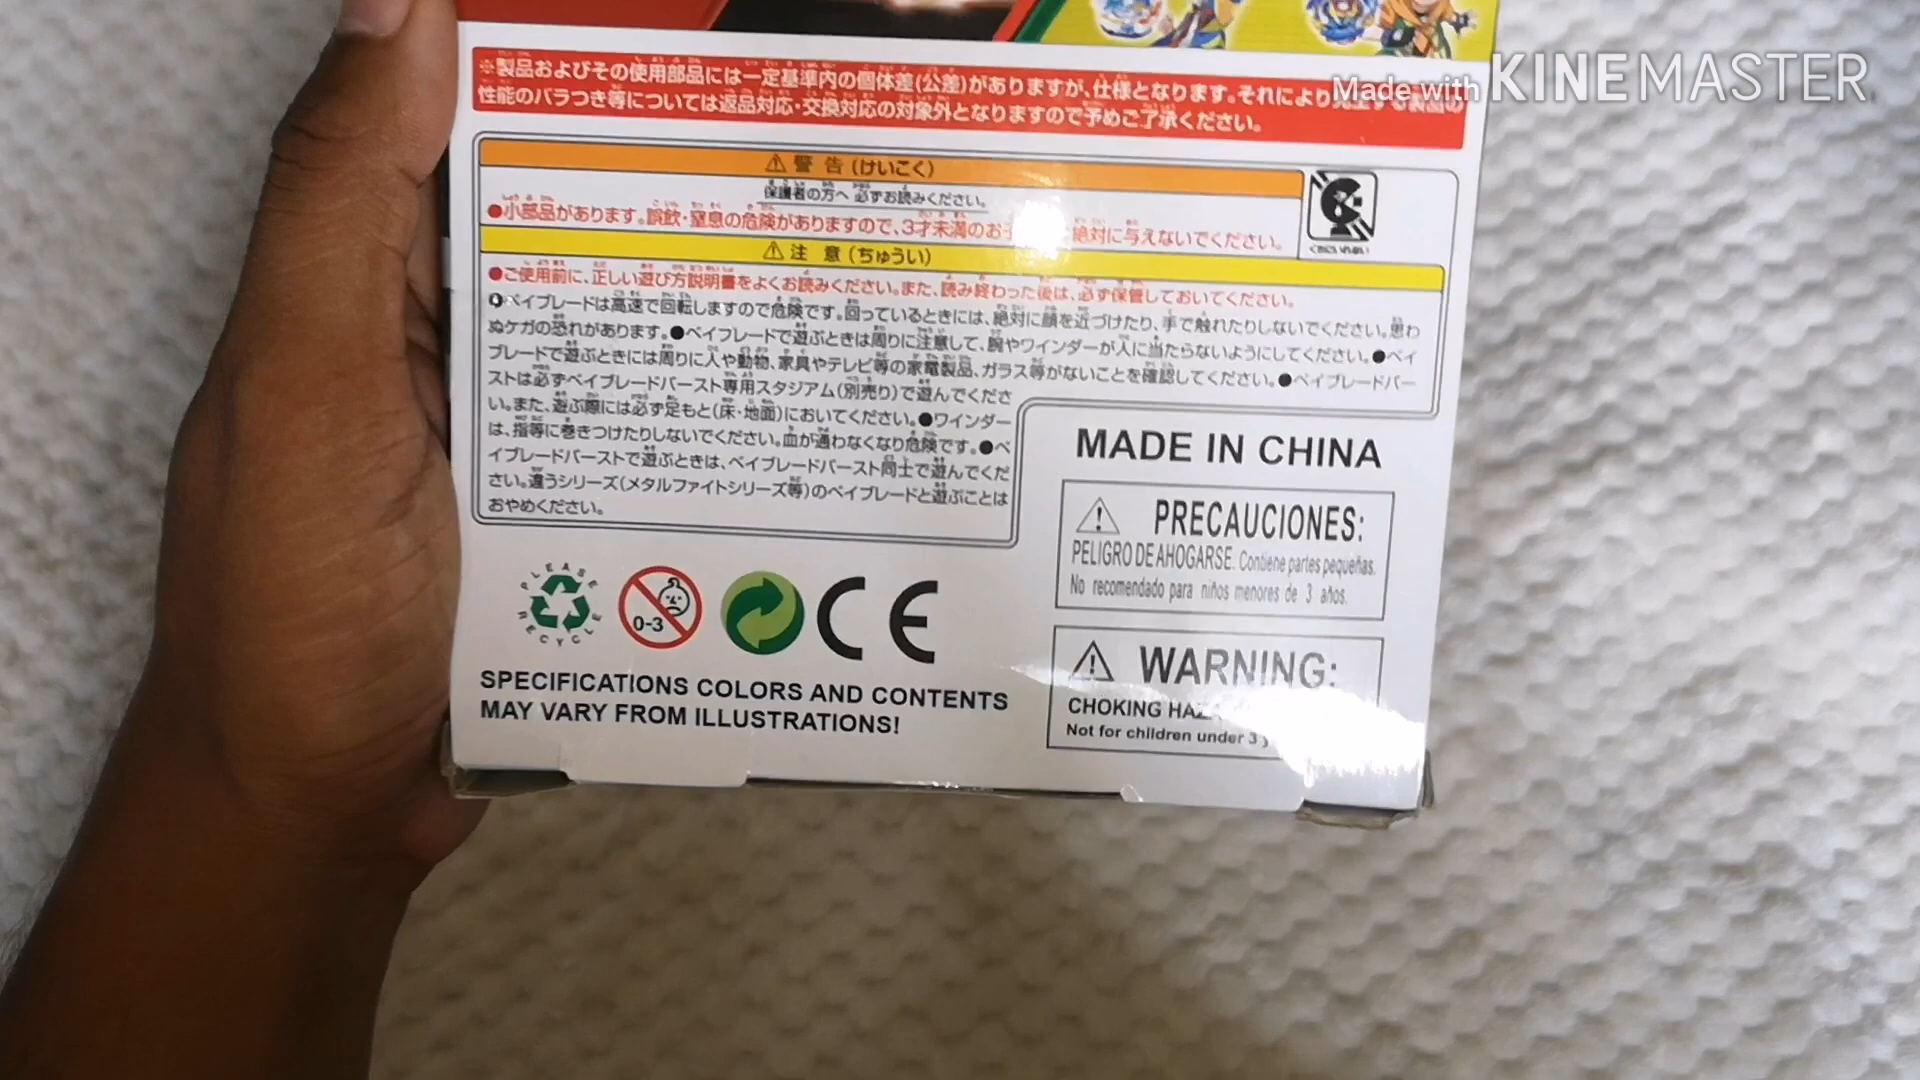 ※製品およびその使用部品には一定基準内の個体差(公差)がありますが、仕様となります。それにより
性能のバラつき等については返品対応・交換対応の対象外となりますので予めご了承ください。
Made with KINEMASTER
⚠ 警 告 (けいこく)
保護者の方へ 必ずお読みください。
●小部品があります。誤飲・窒息の危険がありますので、3才未満のお 絶対に与えないでください。
くちにいれない
⚠ 注 意 (ちゅうい)
●ご使用前に、正しい遊び方説明書をよくお読みください。また、読み終わった後は、必ず保管しておいてください。
●ベイブレードは高速で回転しますので危険です。回っているときには、絶対に顔を近づけたり、手で触れたりしないでください。思わ
ぬケガの恐れがあります。●ベイブレードで遊ぶときは周りに注意して、腕やワインダーが人に当たらないようにしてください。●ベイ
ブレードで遊ぶときには周りに人や動物、家具やテレビ等の家電製品、ガラス等がないことを確認してください。●ベイブレードバー
ストは必ずベイブレードバースト専用スタジアム(別売り)で遊んでくださ
い。また、遊ぶ際には必ず足もと(床・地面)においてください。●ワインダー
は、指等に巻きつけたりしないでください。血が通わなくなり危険です。●ベ
イブレードバーストで遊ぶときは、ベイブレードバースト同士で遊んでくだ
さい。違うシリーズ(メタルファイトシリーズ等)のベイブレードと遊ぶことは
おやめください。
MADE IN CHINA
⚠ PRECAUCIONES:
PELIGRO DE AHOGARSE. Contiene partes pequeñas.
No recomendado para niños menores de 3 años.
PLEASE RECYCLE
0-3
CE
SPECIFICATIONS COLORS AND CONTENTS
MAY VARY FROM ILLUSTRATIONS!
⚠ WARNING:
CHOKING
Not for children under 3